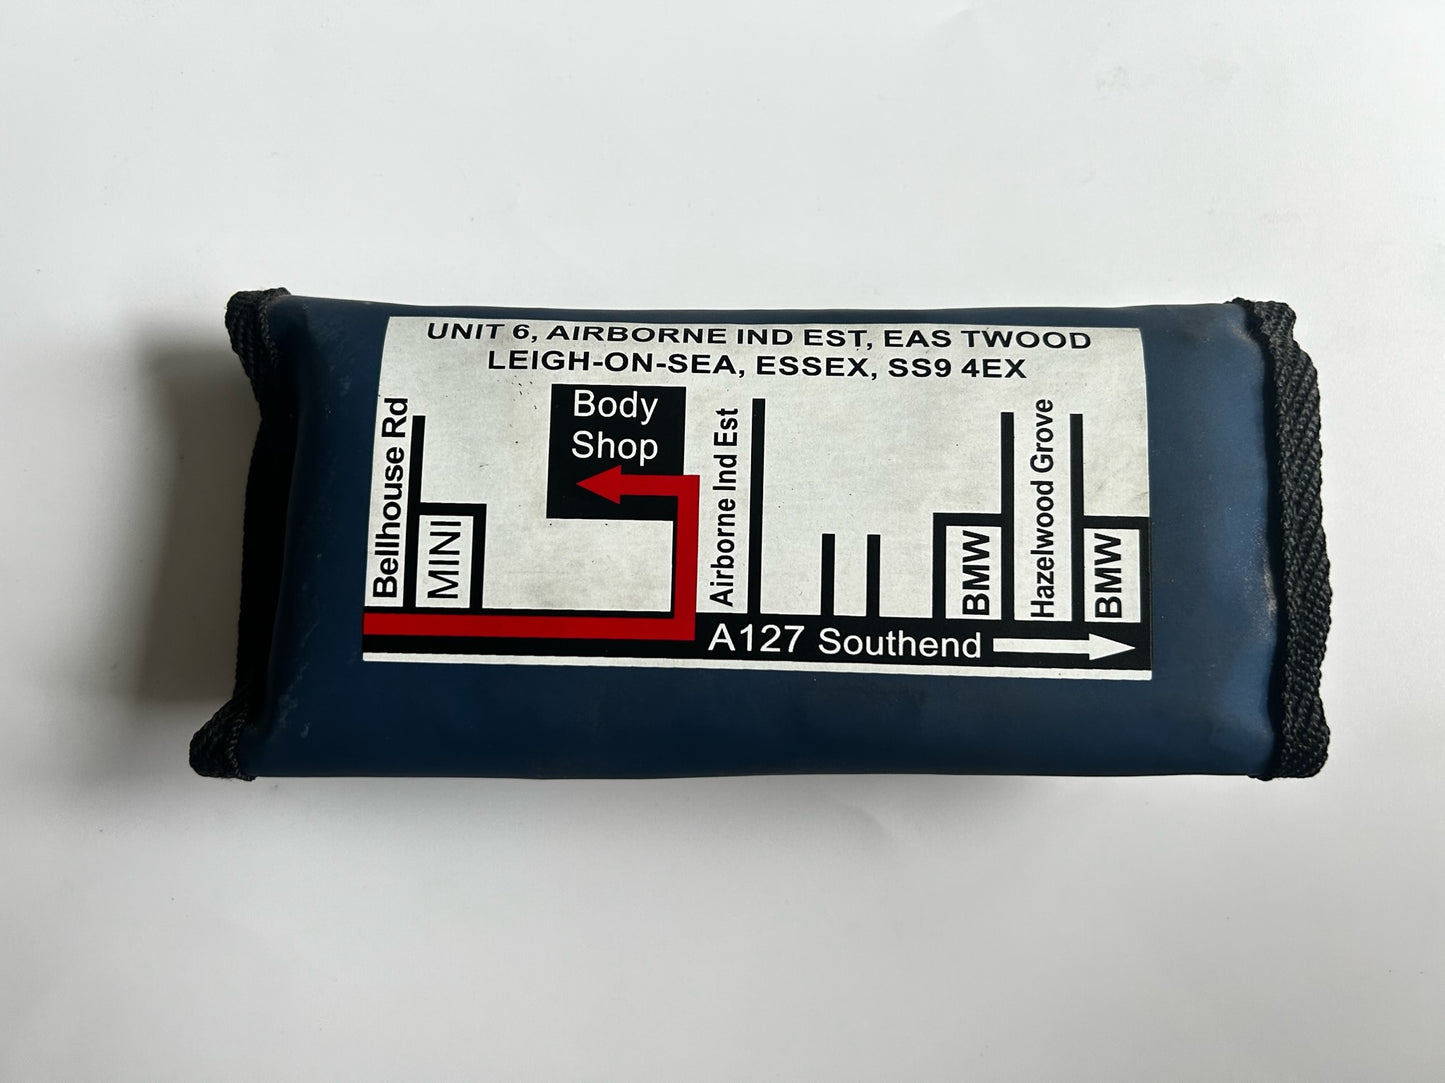 UNIT 6, AIRBORNE IND EST, EAS TWOOD
LEIGH-ON-SEA, ESSEX, SS9 4EX
Bellhouse Rd
MINI
Body
Shop
Airborne Ind Est
BMW
Hazelwood Grove
BMW
A127 Southend